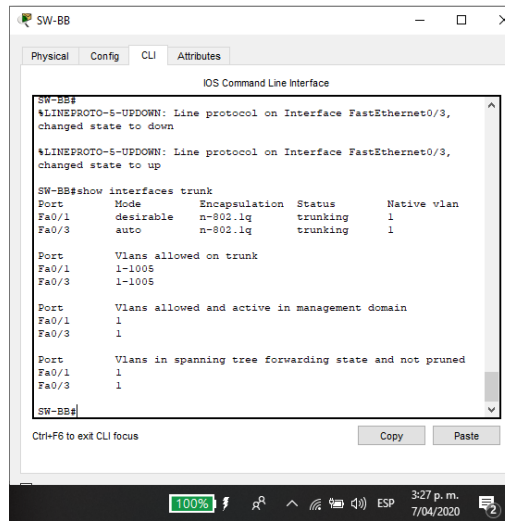 SW-BB
Physical Config CLI Attributes
IOS Command Line Interface
SW-BB#
%LINEPROTO-5-UPDOWN: Line protocol on Interface FastEthernet0/3,
changed state to down
%LINEPROTO-5-UPDOWN: Line protocol on Interface FastEthernet0/3,
changed state to up
SW-BB#show interfaces trunk
Port Mode Encapsulation Status Native vlan
Fa0/1 desirable n-802.1q trunking 1
Fa0/3 auto n-802.1q trunking 1
Port Vlans allowed on trunk
Fa0/1 1-1005
Fa0/3 1-1005
Port Vlans allowed and active in management domain
Fa0/1 1
Fa0/3 1
Port Vlans in spanning tree forwarding state and not pruned
Fa0/1 1
Fa0/3 1
SW-BB#
Ctrl+F6 to exit CLI focus
Copy Paste
100% ESP 3:27 p. m.
7/04/2020 2